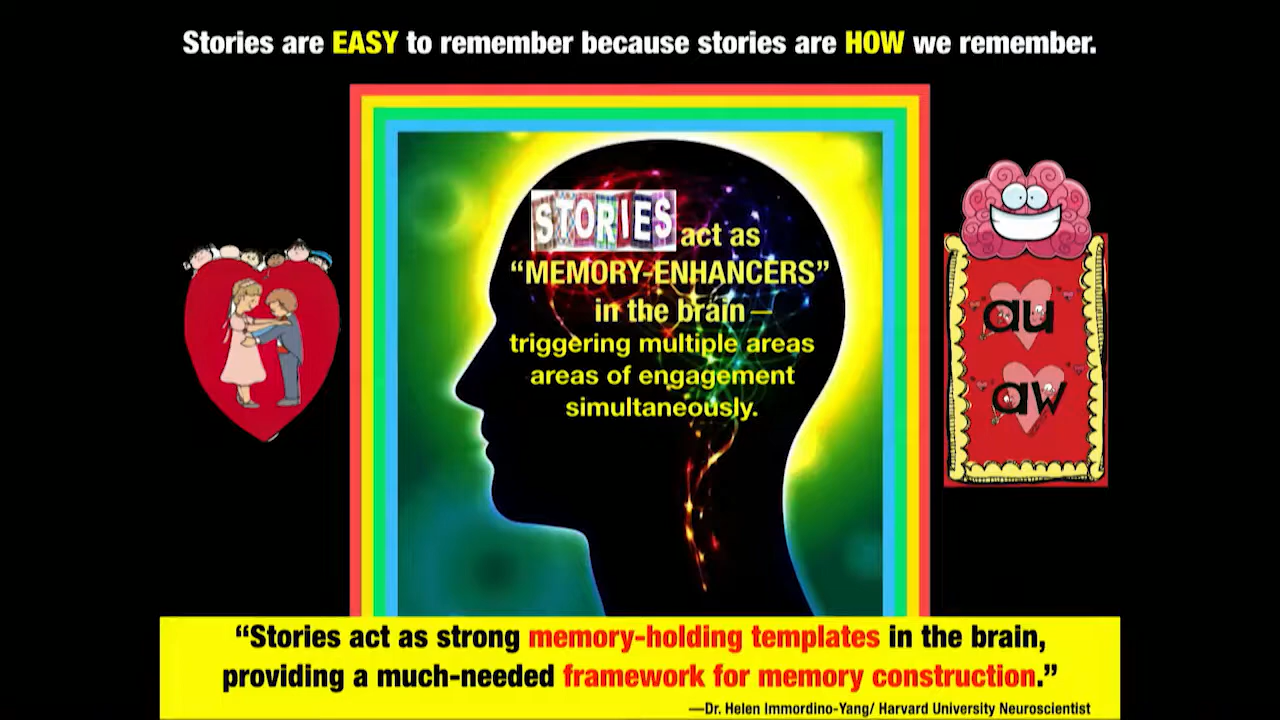 Stories are EASY to remember because stories are HOW we remember.
STORIES act as
“MEMORY-ENHANCERS”
in the brain—
triggering multiple areas
areas of engagement
simultaneously.
au
aw
“Stories act as strong memory-holding templates in the brain,
providing a much-needed framework for memory construction.”
—Dr. Helen Immordino-Yang/ Harvard University Neuroscientist